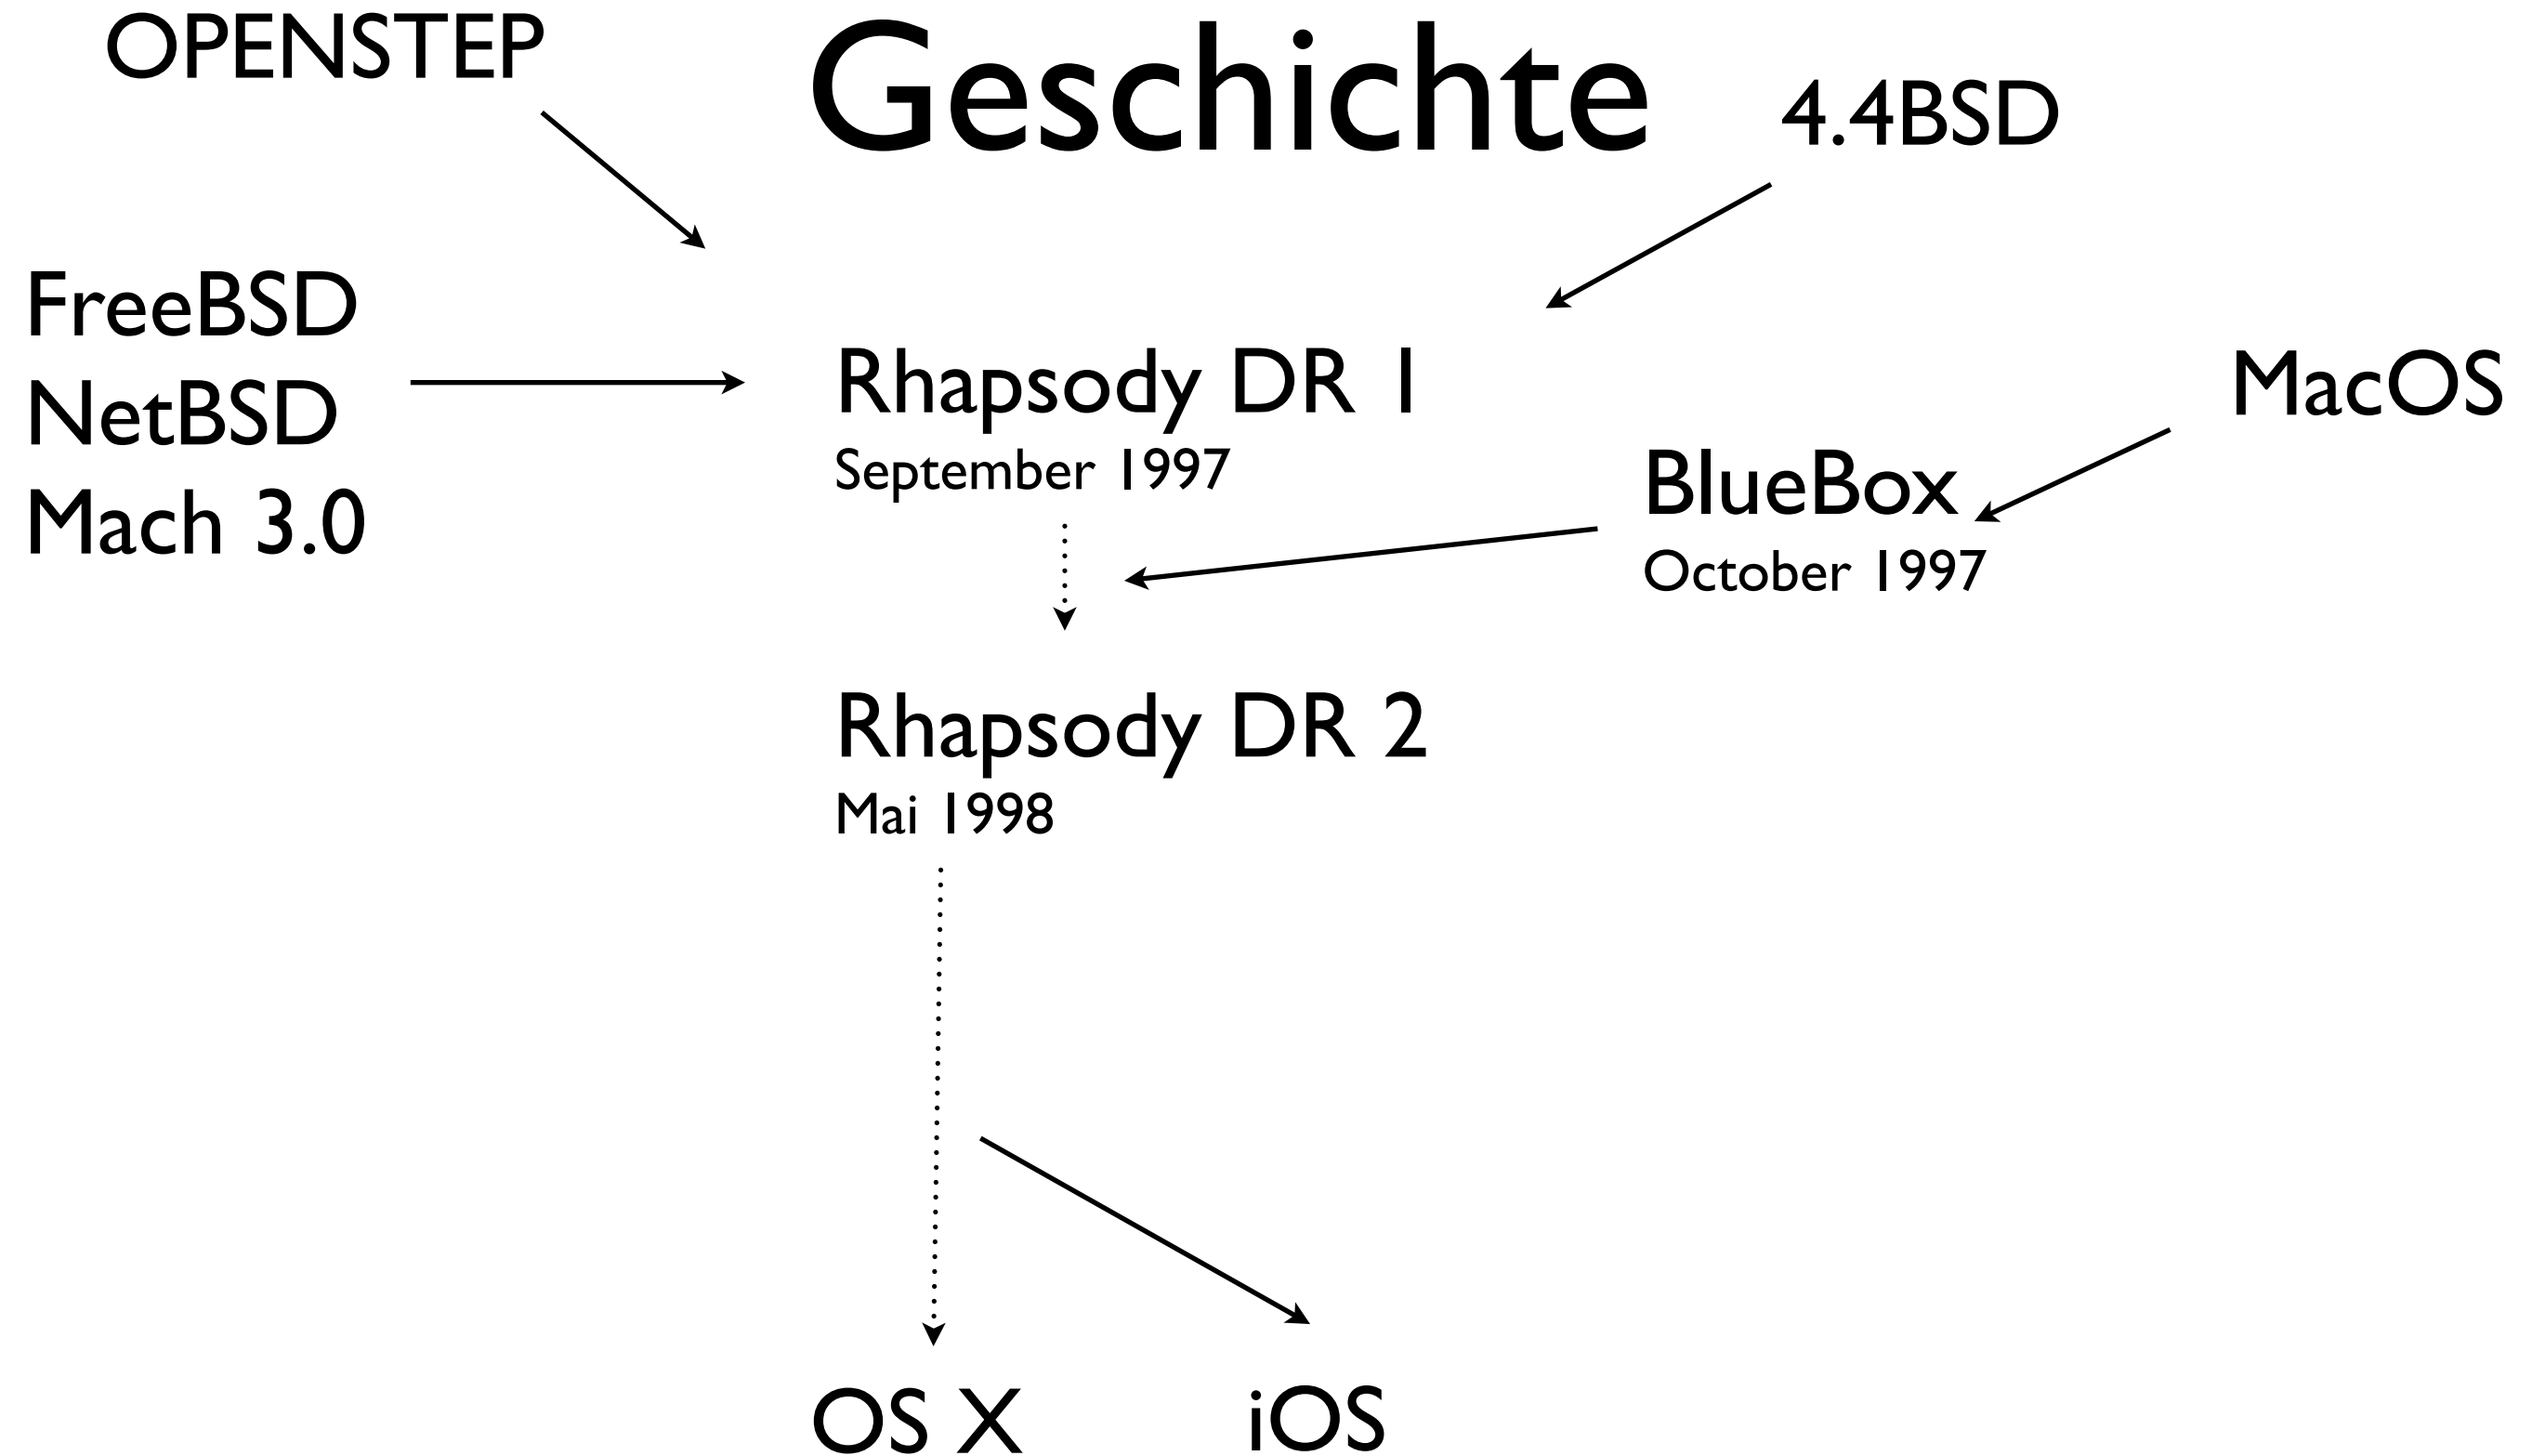 OPENSTEP
Geschichte
4.4BSD
FreeBSD
NetBSD
Mach 3.0
Rhapsody DR 1
September 1997
MacOS
BlueBox
October 1997
Rhapsody DR 2
Mai 1998
OS X
iOS